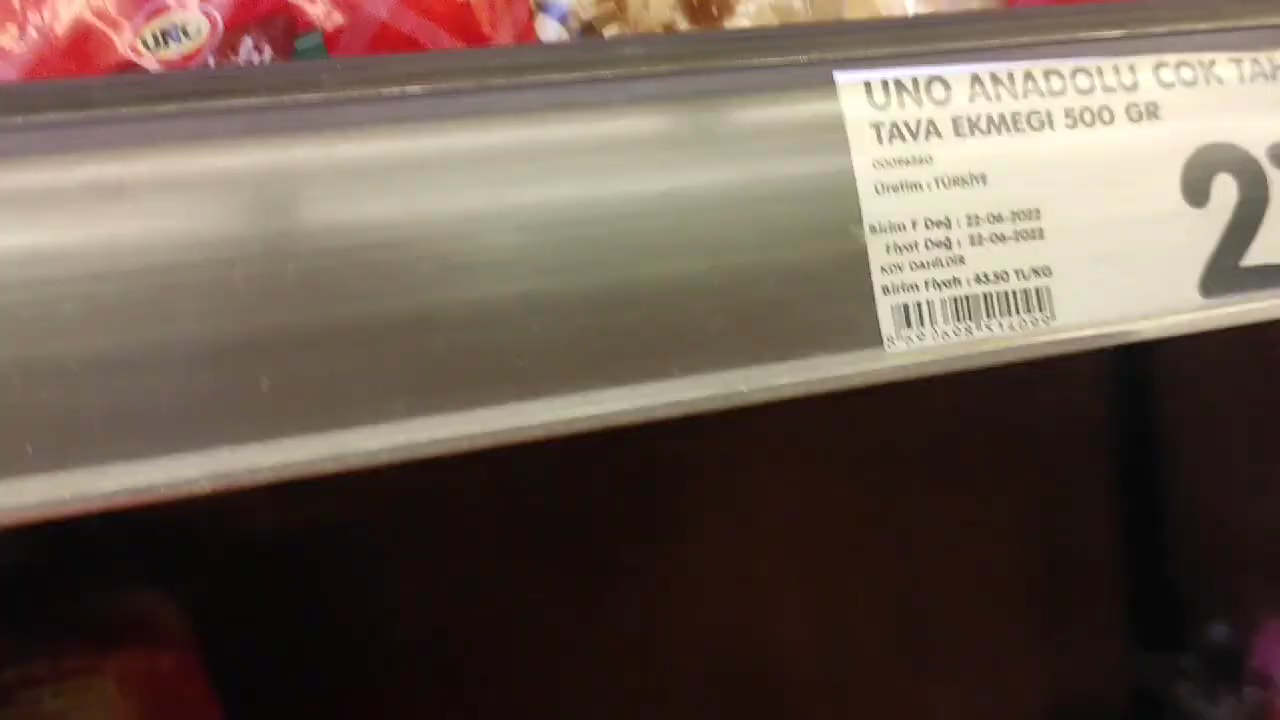 UNO
UNO ANADOLU COK TAH
TAVA EKMEGI 500 GR
Üretim : TÜRKİYE
Birim F Değ : 22-06-2022
Fiyat Değ : 22-06-2022
KDV DAHİLDİR
Birim Fiyatı : 43.50 TL/KG
2